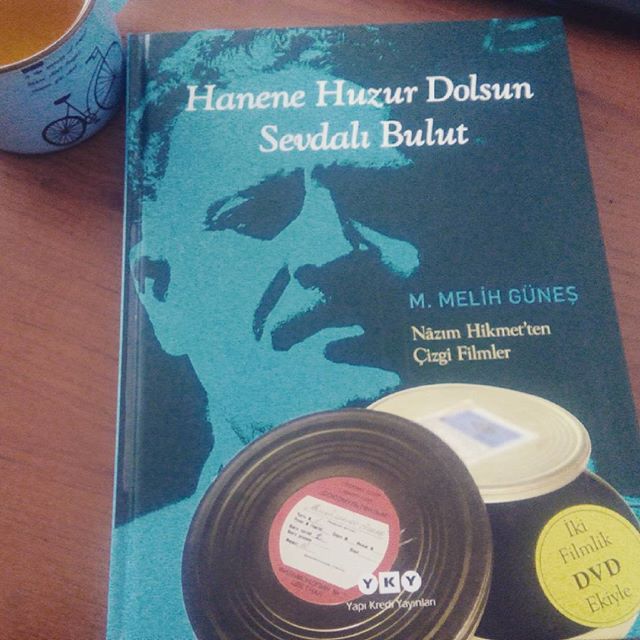 Hanene Huzur Dolsun
Sevdalı Bulut
M. MELİH GÜNEŞ
Nâzım Hikmet'ten
Çizgi Filmler
İki
Filmlik
DVD
Ekiyle
YKY
Yapı Kredi Yayınları